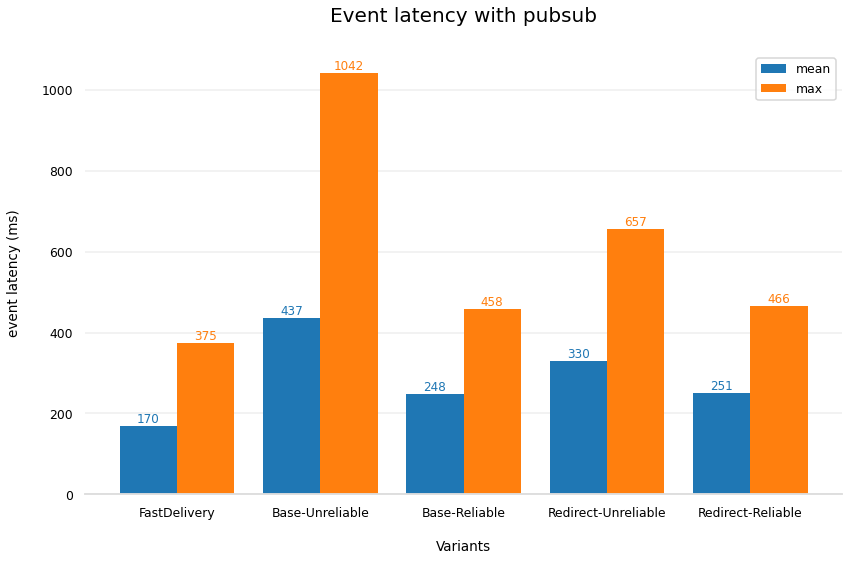 Event latency with pubsub
mean
max
event latency (ms)
1000
800
600
400
200
0
170
375
437
1042
248
458
330
657
251
466
FastDelivery
Base-Unreliable
Base-Reliable
Redirect-Unreliable
Redirect-Reliable
Variants